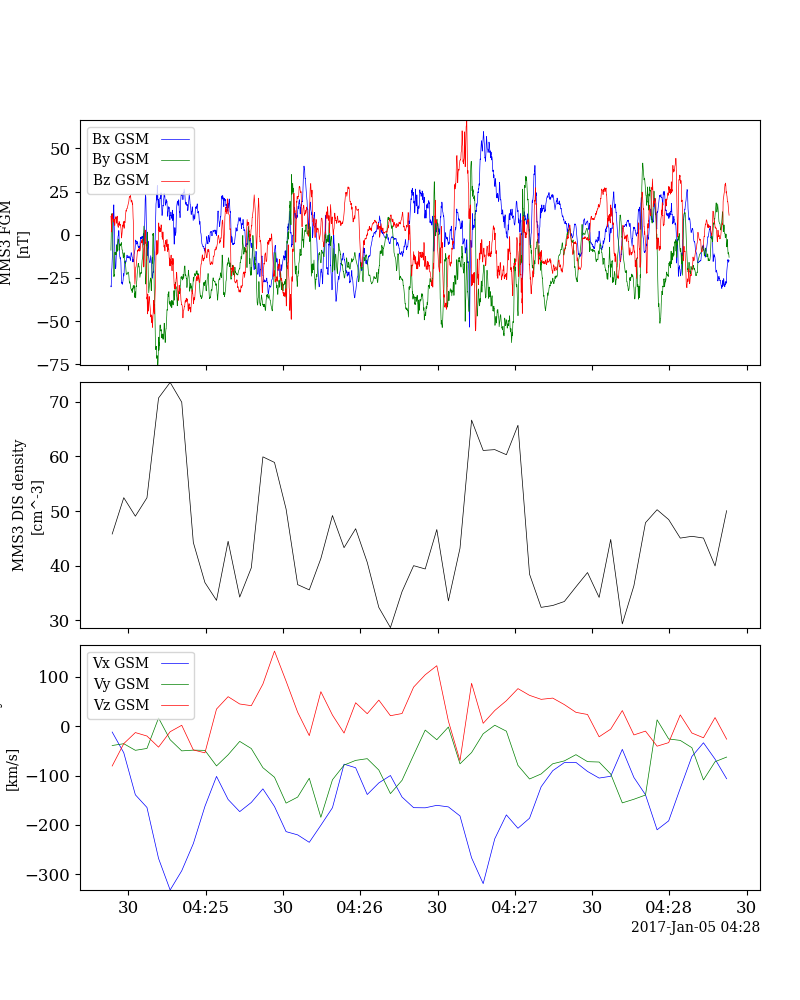 Bx GSM
By GSM
Bz GSM
50
25
0
−25
−50
−75
MMS3 FGM
[nT]
70
60
50
40
30
MMS3 DIS density
[cm^-3]
Vx GSM
Vy GSM
Vz GSM
100
0
−100
−200
−300
[km/s]
30 04:25 30 04:26 30 04:27 30 04:28 30
2017-Jan-05 04:28